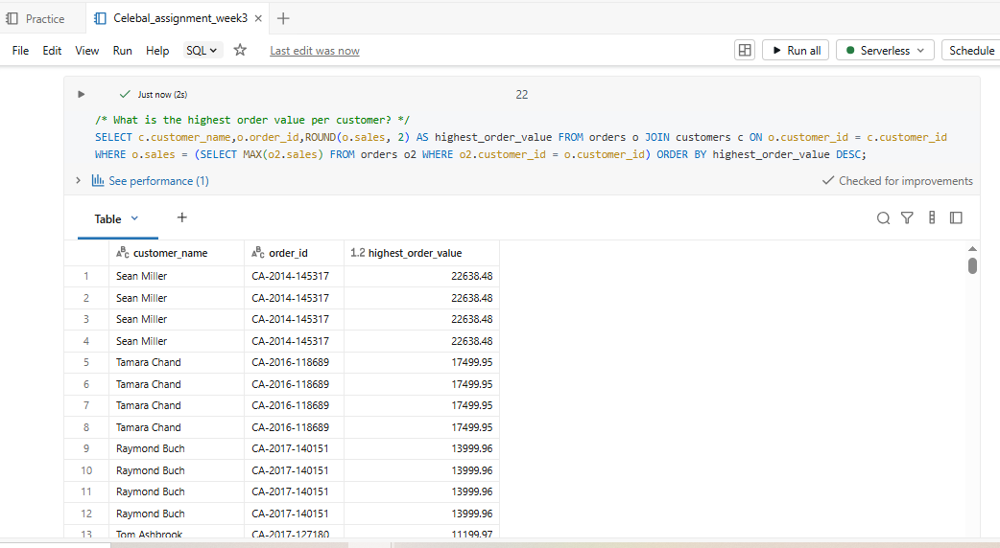 Practice
Celebal_assignment_week3
File Edit View Run Help SQL Last edit was now Run all Serverless Schedule
Just now (2s) 22
/* What is the highest order value per customer? */
SELECT c.customer_name,o.order_id,ROUND(o.sales, 2) AS highest_order_value FROM orders o JOIN customers c ON o.customer_id = c.customer_id
WHERE o.sales = (SELECT MAX(o2.sales) FROM orders o2 WHERE o2.customer_id = o.customer_id) ORDER BY highest_order_value DESC;
See performance (1) Checked for improvements
Table
ABC customer_name ABC order_id 1.2 highest_order_value
1 Sean Miller CA-2014-145317 22638.48
2 Sean Miller CA-2014-145317 22638.48
3 Sean Miller CA-2014-145317 22638.48
4 Sean Miller CA-2014-145317 22638.48
5 Tamara Chand CA-2016-118689 17499.95
6 Tamara Chand CA-2016-118689 17499.95
7 Tamara Chand CA-2016-118689 17499.95
8 Tamara Chand CA-2016-118689 17499.95
9 Raymond Buch CA-2017-140151 13999.96
10 Raymond Buch CA-2017-140151 13999.96
11 Raymond Buch CA-2017-140151 13999.96
12 Raymond Buch CA-2017-140151 13999.96
13 Tom Ashbrook CA-2017-127180 11199.97